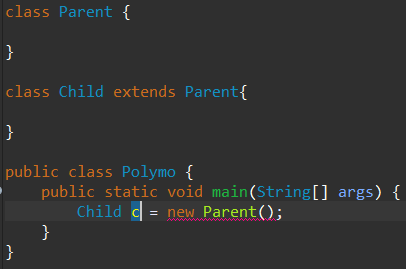 class Parent {
}
class Child extends Parent{
}
public class Polymo {
public static void main(String[] args) {
Child c = new Parent();
}
}